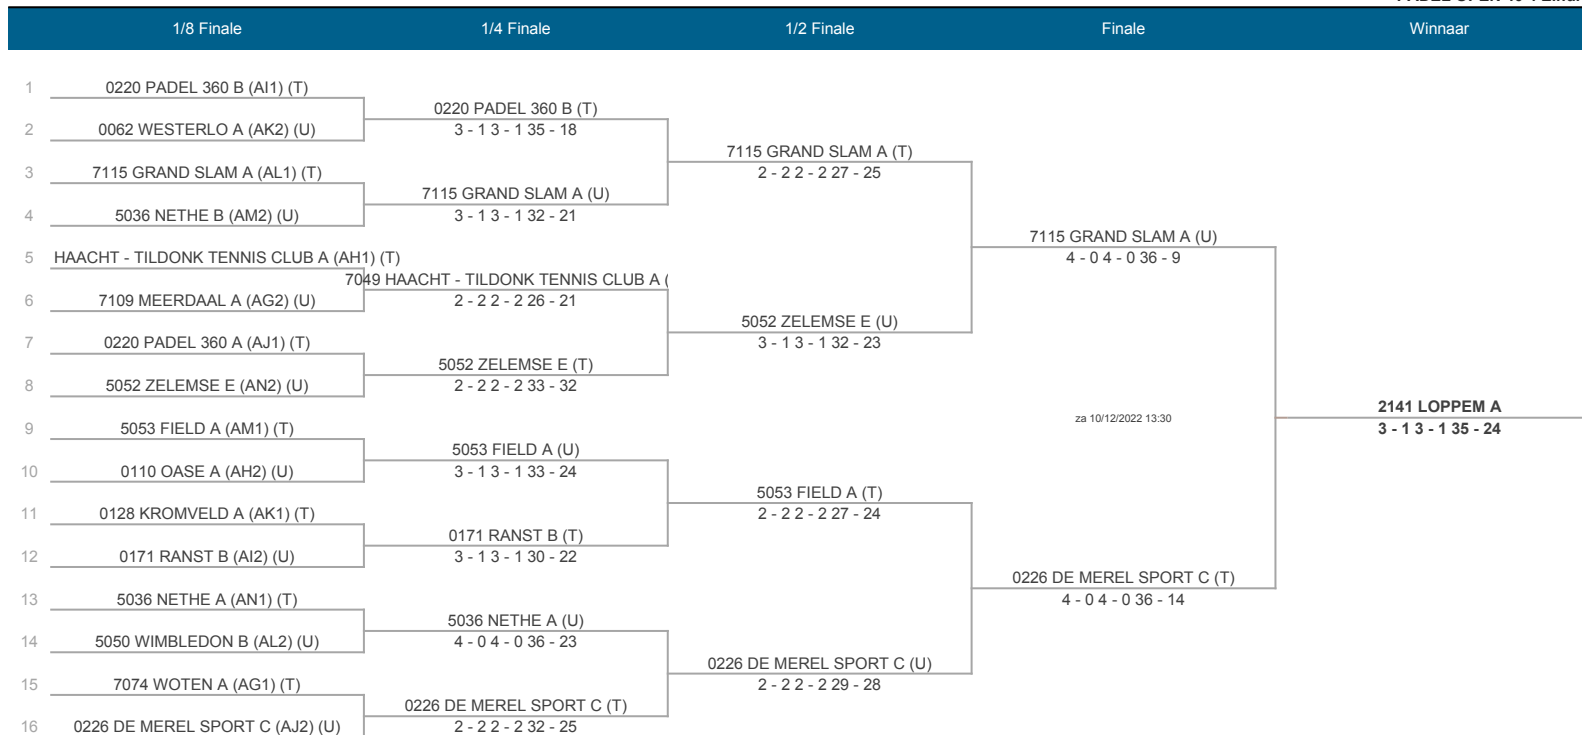 1/8 Finale
1/4 Finale
1/2 Finale
Finale
Winnaar
1
0220 PADEL 360 B (AI1) (T)
0220 PADEL 360 B (T)
3 - 1 3 - 1 35 - 18
2
0062 WESTERLO A (AK2) (U)
7115 GRAND SLAM A (T)
2 - 2 2 - 2 27 - 25
3
7115 GRAND SLAM A (AL1) (T)
7115 GRAND SLAM A (U)
3 - 1 3 - 1 32 - 21
4
5036 NETHE B (AM2) (U)
7115 GRAND SLAM A (U)
4 - 0 4 - 0 36 - 9
5
HAACHT - TILDONK TENNIS CLUB A (AH1) (T)
7049 HAACHT - TILDONK TENNIS CLUB A (
2 - 2 2 - 2 26 - 21
6
7109 MEERDAAL A (AG2) (U)
5052 ZELEMSE E (U)
3 - 1 3 - 1 32 - 23
7
0220 PADEL 360 A (AJ1) (T)
5052 ZELEMSE E (T)
2 - 2 2 - 2 33 - 32
8
5052 ZELEMSE E (AN2) (U)
za 10/12/2022 13:30
2141 LOPPEM A
3 - 1 3 - 1 35 - 24
9
5053 FIELD A (AM1) (T)
5053 FIELD A (U)
3 - 1 3 - 1 33 - 24
10
0110 OASE A (AH2) (U)
5053 FIELD A (T)
2 - 2 2 - 2 27 - 24
11
0128 KROMVELD A (AK1) (T)
0171 RANST B (T)
3 - 1 3 - 1 30 - 22
12
0171 RANST B (AI2) (U)
0226 DE MEREL SPORT C (T)
4 - 0 4 - 0 36 - 14
13
5036 NETHE A (AN1) (T)
5036 NETHE A (U)
4 - 0 4 - 0 36 - 23
14
5050 WIMBLEDON B (AL2) (U)
0226 DE MEREL SPORT C (U)
2 - 2 2 - 2 29 - 28
15
7074 WOTEN A (AG1) (T)
0226 DE MEREL SPORT C (T)
2 - 2 2 - 2 32 - 25
16
0226 DE MEREL SPORT C (AJ2) (U)